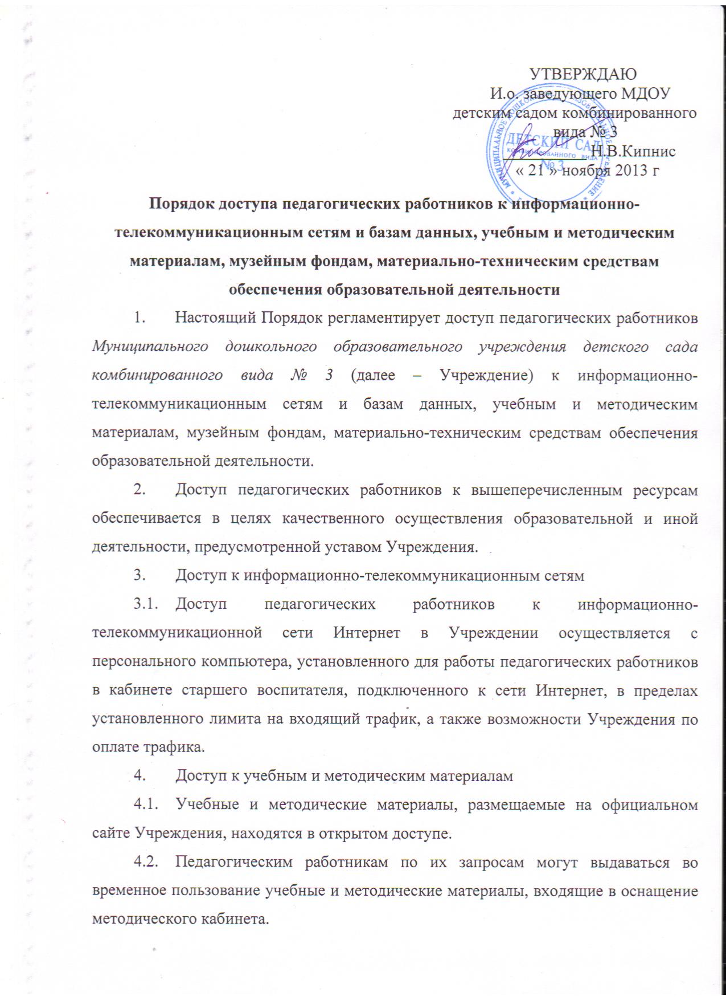 УТВЕРЖДАЮ
И.о. заведующего МДОУ
детским садом комбинированного
вида № 3
Н.В.Кипнис
« 21 » ноября 2013 г
ДЕТСКИЙ САД
КОМБИНИРОВАННОГО ВИДА
№ 3
Порядок доступа педагогических работников к информационно-
телекоммуникационным сетям и базам данных, учебным и методическим
материалам, музейным фондам, материально-техническим средствам
обеспечения образовательной деятельности
1. Настоящий Порядок регламентирует доступ педагогических работников
Муниципального дошкольного образовательного учреждения детского сада
комбинированного вида № 3 (далее – Учреждение) к информационно-
телекоммуникационным сетям и базам данных, учебным и методическим
материалам, музейным фондам, материально-техническим средствам обеспечения
образовательной деятельности.
2. Доступ педагогических работников к вышеперечисленным ресурсам
обеспечивается в целях качественного осуществления образовательной и иной
деятельности, предусмотренной уставом Учреждения.
3. Доступ к информационно-телекоммуникационным сетям
3.1. Доступ педагогических работников к информационно-
телекоммуникационной сети Интернет в Учреждении осуществляется с
персонального компьютера, установленного для работы педагогических работников
в кабинете старшего воспитателя, подключенного к сети Интернет, в пределах
установленного лимита на входящий трафик, а также возможности Учреждения по
оплате трафика.
4. Доступ к учебным и методическим материалам
4.1. Учебные и методические материалы, размещаемые на официальном
сайте Учреждения, находятся в открытом доступе.
4.2. Педагогическим работникам по их запросам могут выдаваться во
временное пользование учебные и методические материалы, входящие в оснащение
методического кабинета.